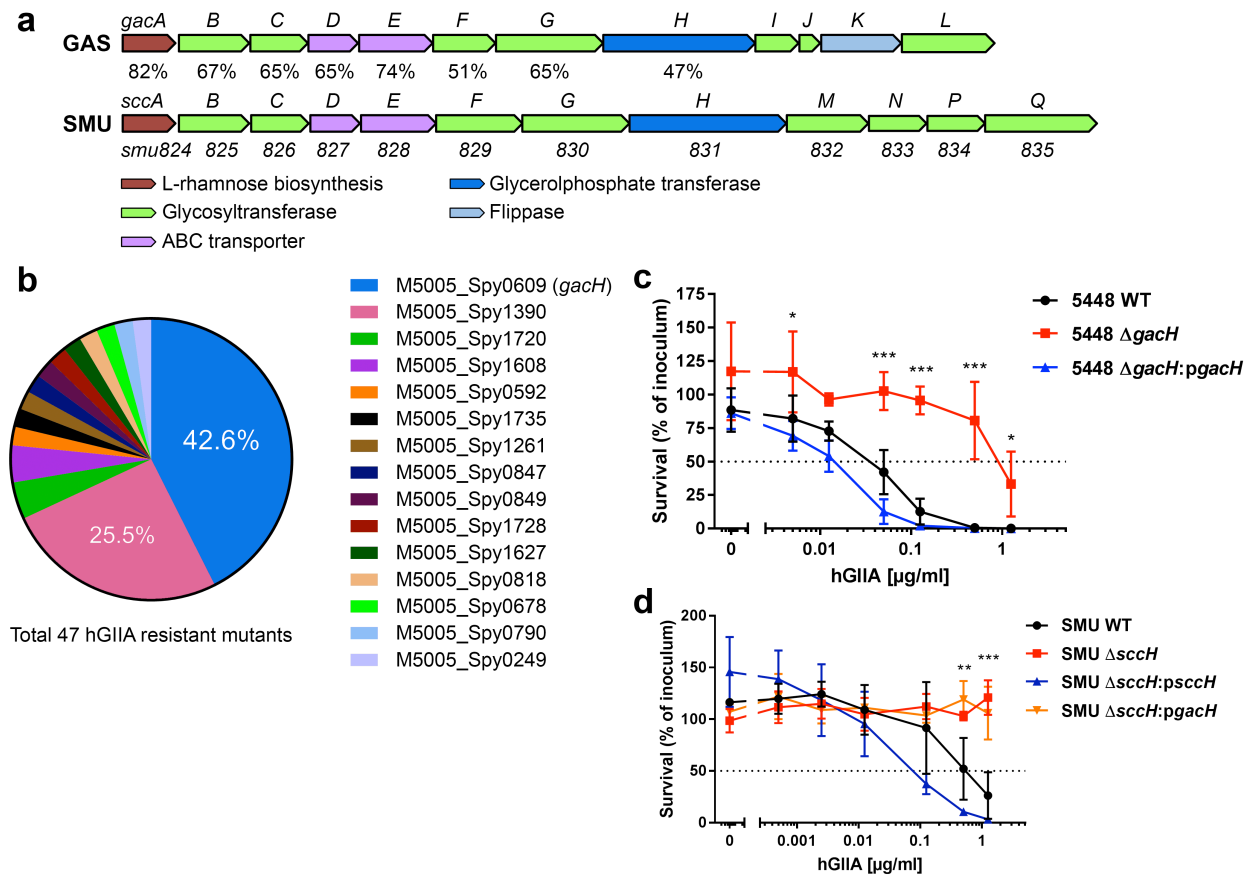 a
gacA B C D E F G H I J K L
GAS
82% 67% 65% 65% 74% 51% 65% 47%
sccA B C D E F G H M N P Q
SMU
smu824 825 826 827 828 829 830 831 832 833 834 835
L-rhamnose biosynthesis
Glycosyltransferase
ABC transporter
Glycerolphosphate transferase
Flippase
b
42.6%
25.5%
Total 47 hGIIA resistant mutants
M5005_Spy0609 (gacH)
M5005_Spy1390
M5005_Spy1720
M5005_Spy1608
M5005_Spy0592
M5005_Spy1735
M5005_Spy1261
M5005_Spy0847
M5005_Spy0849
M5005_Spy1728
M5005_Spy1627
M5005_Spy0818
M5005_Spy0678
M5005_Spy0790
M5005_Spy0249
c
Survival (% of inoculum)
175
150
125
100
75
50
25
0
* *** *** *** *
0 0.01 0.1 1
hGIIA [µg/ml]
5448 WT
5448 ΔgacH
5448 ΔgacH:pgacH
d
Survival (% of inoculum)
200
150
100
50
0
** ***
0 0.001 0.01 0.1 1
hGIIA [µg/ml]
SMU WT
SMU ΔsccH
SMU ΔsccH:psccH
SMU ΔsccH:pgacH